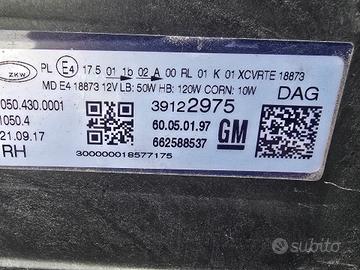 ZKW PL E4 17 5 01 1b 02 A 00 RL 01 K 01 XCVRTE 18873
MD E4 18873 12V LB: 50W HB: 120W CORN: 10W DAG
050.430.0001 39122975
1050.4 60.05.01.97 GM
21.09.17 662588537
RH 300000018577175
subito